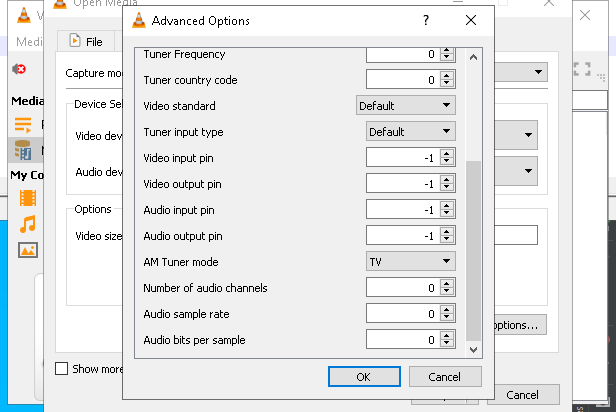 Open Media
Advanced Options
?
Medi
File
Tuner Frequency
0
Capture mo
Tuner country code
0
Media
Device Sel
Video standard
Default
Video dev
Tuner input type
Default
Video input pin
-1
Audio dev
Video output pin
-1
My Co
Options
Audio input pin
-1
Video size
Audio output pin
-1
AM Tuner mode
TV
Number of audio channels
0
Audio sample rate
0
options...
Audio bits per sample
0
Show more
OK
Cancel
Cancel